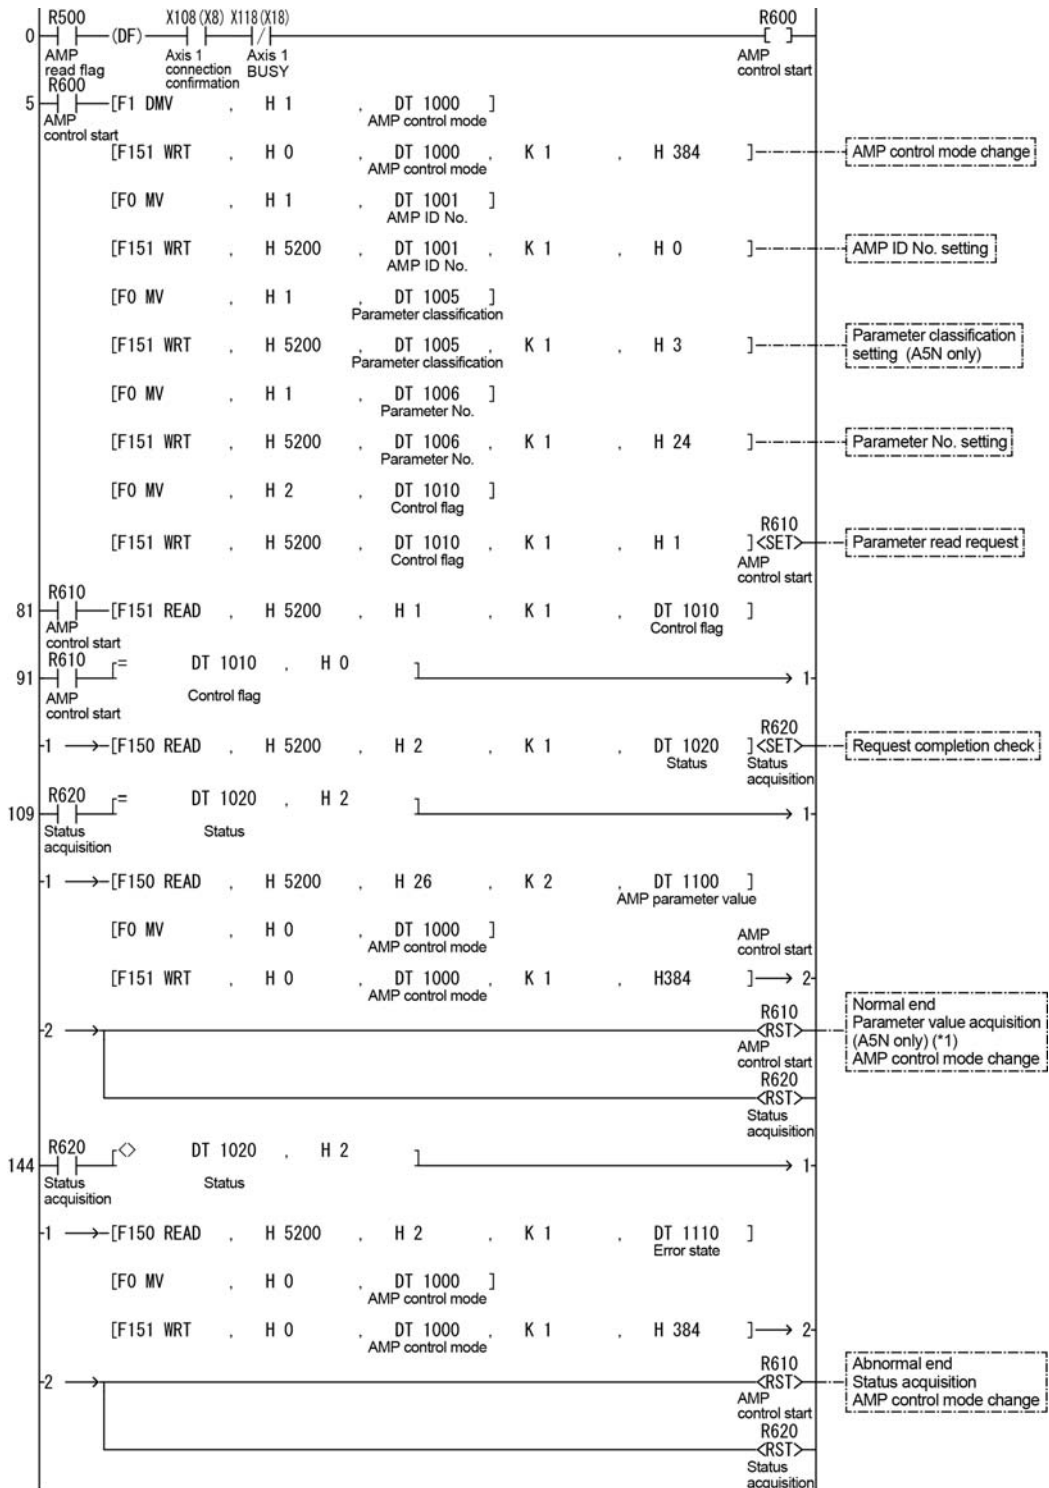 R500 X108 (X8) X118 (X18) R600
0 (DF) [ ]
AMP read flag Axis 1 connection confirmation Axis 1 BUSY AMP control start
R600
5 [F1 DMV , H 1 , DT 1000 ]
AMP control start AMP control mode
[F151 WRT , H 0 , DT 1000 , K 1 , H 384 ] AMP control mode change
AMP control mode
[F0 MV , H 1 , DT 1001 ]
AMP ID No.
[F151 WRT , H 5200 , DT 1001 , K 1 , H 0 ] AMP ID No. setting
AMP ID No.
[F0 MV , H 1 , DT 1005 ]
Parameter classification
[F151 WRT , H 5200 , DT 1005 , K 1 , H 3 ] Parameter classification setting (A5N only)
Parameter classification
[F0 MV , H 1 , DT 1006 ]
Parameter No.
[F151 WRT , H 5200 , DT 1006 , K 1 , H 24 ] Parameter No. setting
Parameter No.
[F0 MV , H 2 , DT 1010 ]
Control flag
R610
[F151 WRT , H 5200 , DT 1010 , K 1 , H 1 ]<SET> Parameter read request
Control flag AMP control start
R610
81 [F151 READ , H 5200 , H 1 , K 1 , DT 1010 ]
AMP control start Control flag
R610
91 [= DT 1010 , H 0 ] → 1
AMP control start Control flag
R620
1 → [F150 READ , H 5200 , H 2 , K 1 , DT 1020 ]<SET> Request completion check
Status Status acquisition
R620
109 [= DT 1020 , H 2 ] → 1
Status acquisition Status
1 → [F150 READ , H 5200 , H 26 , K 2 , DT 1100 ]
AMP parameter value
[F0 MV , H 0 , DT 1000 ]
AMP control mode AMP control start
[F151 WRT , H 0 , DT 1000 , K 1 , H384 ] → 2
AMP control mode
R610
2 → <RST> Normal end
Parameter value acquisition
(A5N only) (*1)
AMP control mode change
AMP control start
R620
<RST>
Status acquisition
R620
144 [<> DT 1020 , H 2 ] → 1
Status acquisition Status
1 → [F150 READ , H 5200 , H 2 , K 1 , DT 1110 ]
Error state
[F0 MV , H 0 , DT 1000 ]
AMP control mode
[F151 WRT , H 0 , DT 1000 , K 1 , H 384 ] → 2
AMP control mode
R610
2 → <RST> Abnormal end
Status acquisition
AMP control mode change
AMP control start
R620
<RST>
Status acquisition